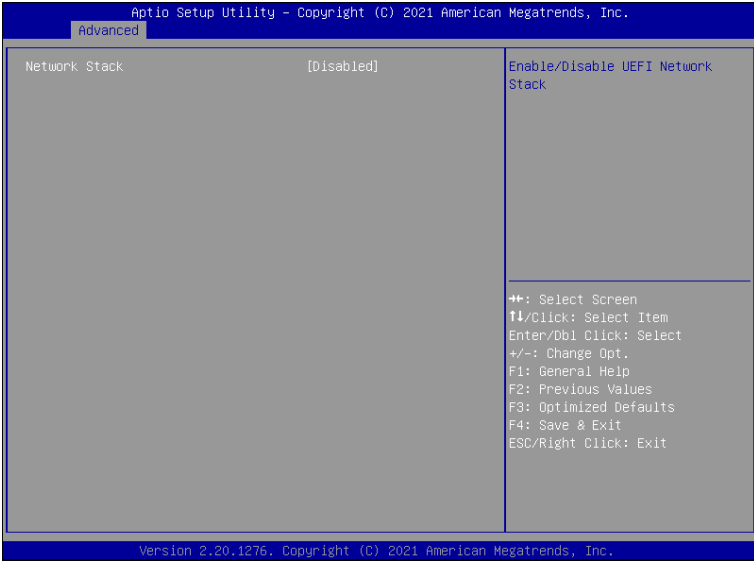 Aptio Setup Utility – Copyright (C) 2021 American Megatrends, Inc.
Advanced
Network Stack [Disabled]
Enable/Disable UEFI Network
Stack
→←: Select Screen
↑↓/Click: Select Item
Enter/Dbl Click: Select
+/-: Change Opt.
F1: General Help
F2: Previous Values
F3: Optimized Defaults
F4: Save & Exit
ESC/Right Click: Exit
Version 2.20.1276. Copyright (C) 2021 American Megatrends, Inc.